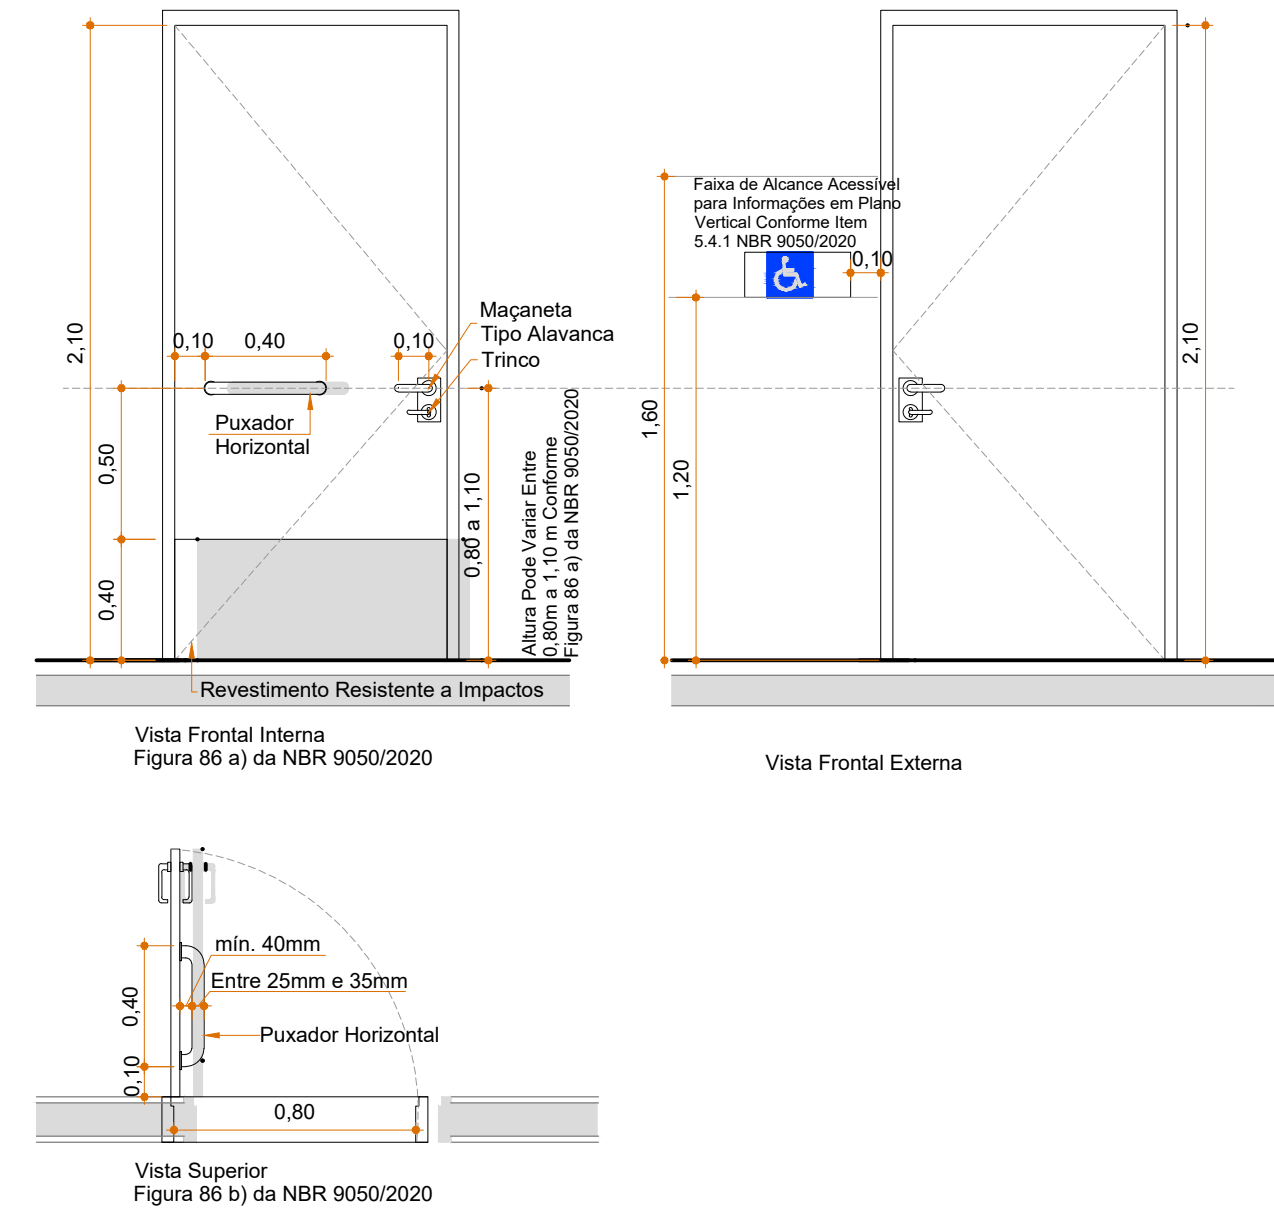 2,10
0,10
0,40
0,10
Maçaneta
Tipo Alavanca
Trinco
Puxador
Horizontal
0,50
0,40
0,80 a 1,10
Altura Pode Variar Entre
0,80m a 1,10 m Conforme
Figura 86 a) da NBR 9050/2020
Revestimento Resistente a Impactos
Vista Frontal Interna
Figura 86 a) da NBR 9050/2020
Faixa de Alcance Acessível
para Informações em Plano
Vertical Conforme Item
5.4.1 NBR 9050/2020
0,10
1,60
1,20
2,10
Vista Frontal Externa
mín. 40mm
Entre 25mm e 35mm
Puxador Horizontal
0,40
0,10
0,80
Vista Superior
Figura 86 b) da NBR 9050/2020